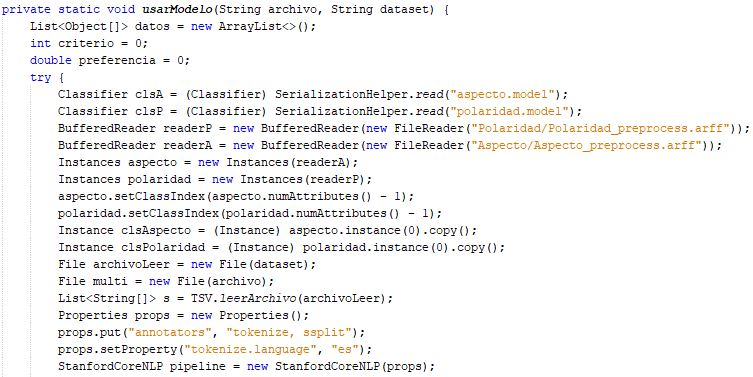 private static void usarModelo(String archivo, String dataset) {
List<Object[]> datos = new ArrayList<>();
int criterio = 0;
double preferencia = 0;
try {
Classifier clsA = (Classifier) SerializationHelper.read("aspecto.model");
Classifier clsP = (Classifier) SerializationHelper.read("polaridad.model");
BufferedReader readerP = new BufferedReader(new FileReader("Polaridad/Polaridad_preprocess.arff"));
BufferedReader readerA = new BufferedReader(new FileReader("Aspecto/Aspecto_preprocess.arff"));
Instances aspecto = new Instances(readerA);
Instances polaridad = new Instances(readerP);
aspecto.setClassIndex(aspecto.numAttributes() - 1);
polaridad.setClassIndex(polaridad.numAttributes() - 1);
Instance clsAspecto = (Instance) aspecto.instance(0).copy();
Instance clsPolaridad = (Instance) polaridad.instance(0).copy();
File archivoLeer = new File(dataset);
File multi = new File(archivo);
List<String[]> s = TSV.leerArchivo(archivoLeer);
Properties props = new Properties();
props.put("annotators", "tokenize, ssplit");
props.setProperty("tokenize.language", "es");
StanfordCoreNLP pipeline = new StanfordCoreNLP(props);